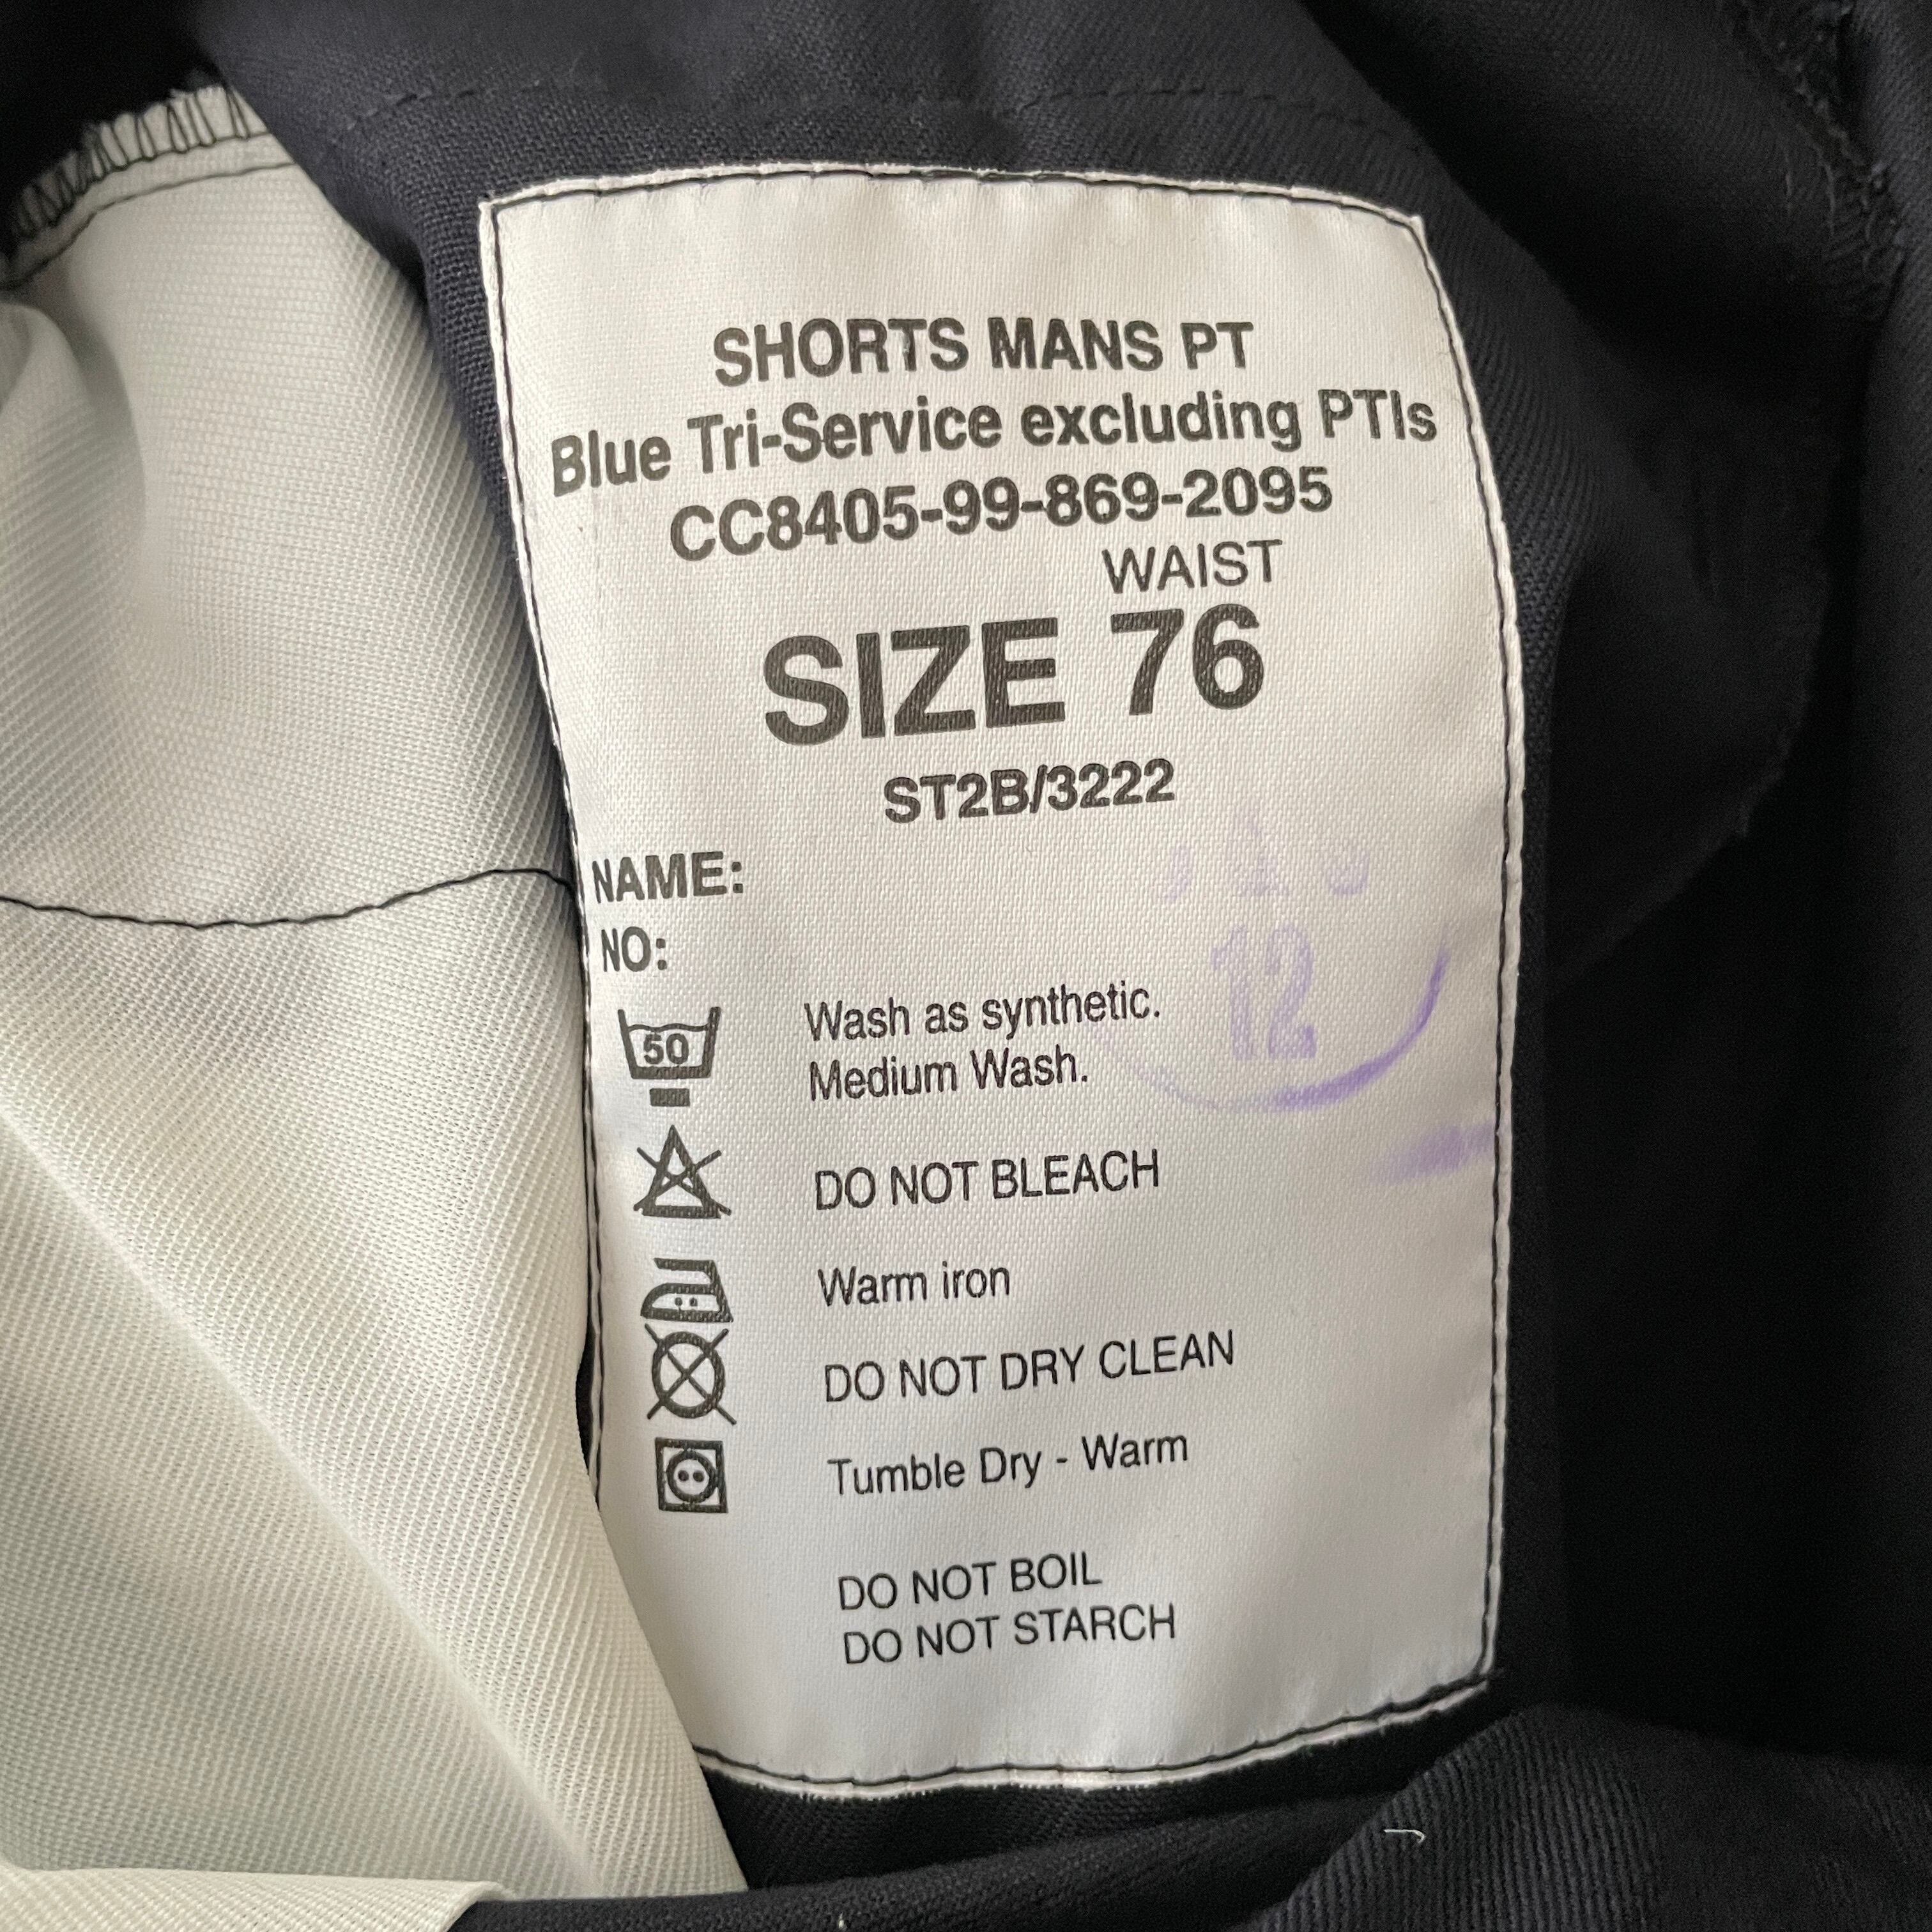 SHORTS MANS PT
Blue Tri-Service excluding PTIs
CC8405-99-869-2095
WAIST
SIZE 76
ST2B/3222
NAME:
NO:
12
50
Wash as synthetic.
Medium Wash.
DO NOT BLEACH
Warm iron
DO NOT DRY CLEAN
Tumble Dry - Warm
DO NOT BOIL
DO NOT STARCH